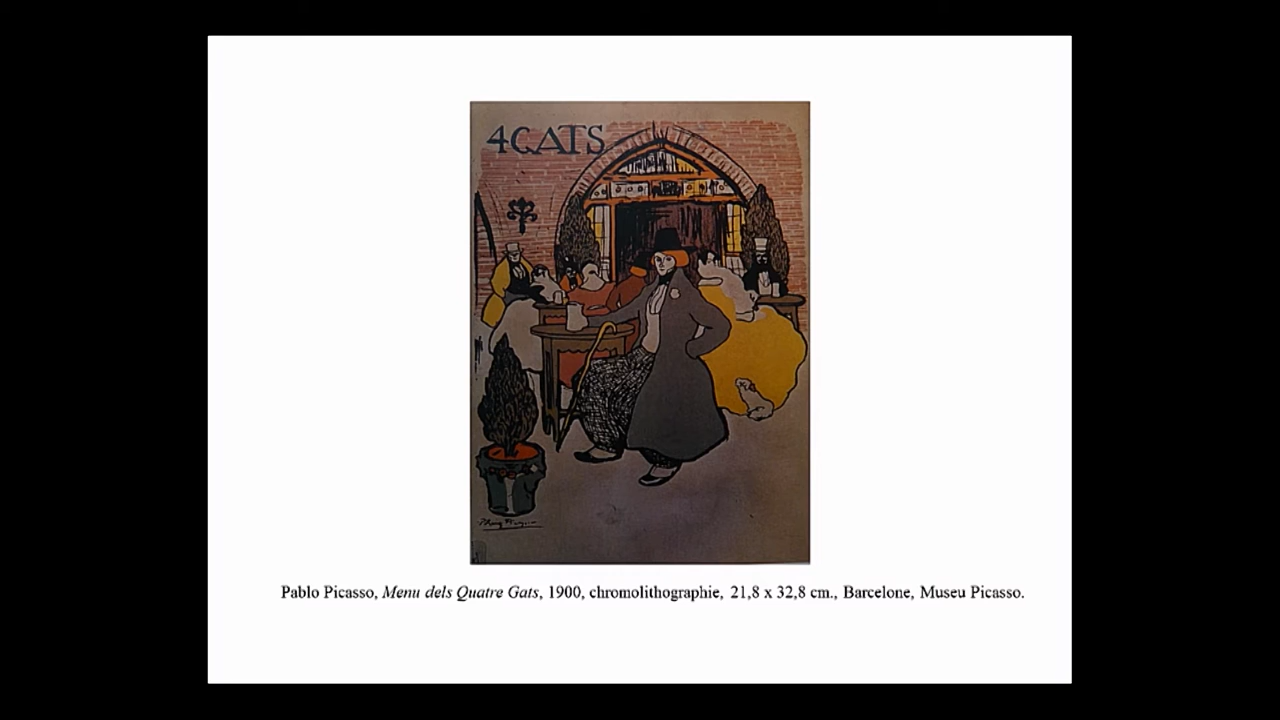 4CATS
Pablo Picasso, Menu dels Quatre Gats, 1900, chromolithographie, 21,8 x 32,8 cm., Barcelone, Museu Picasso.